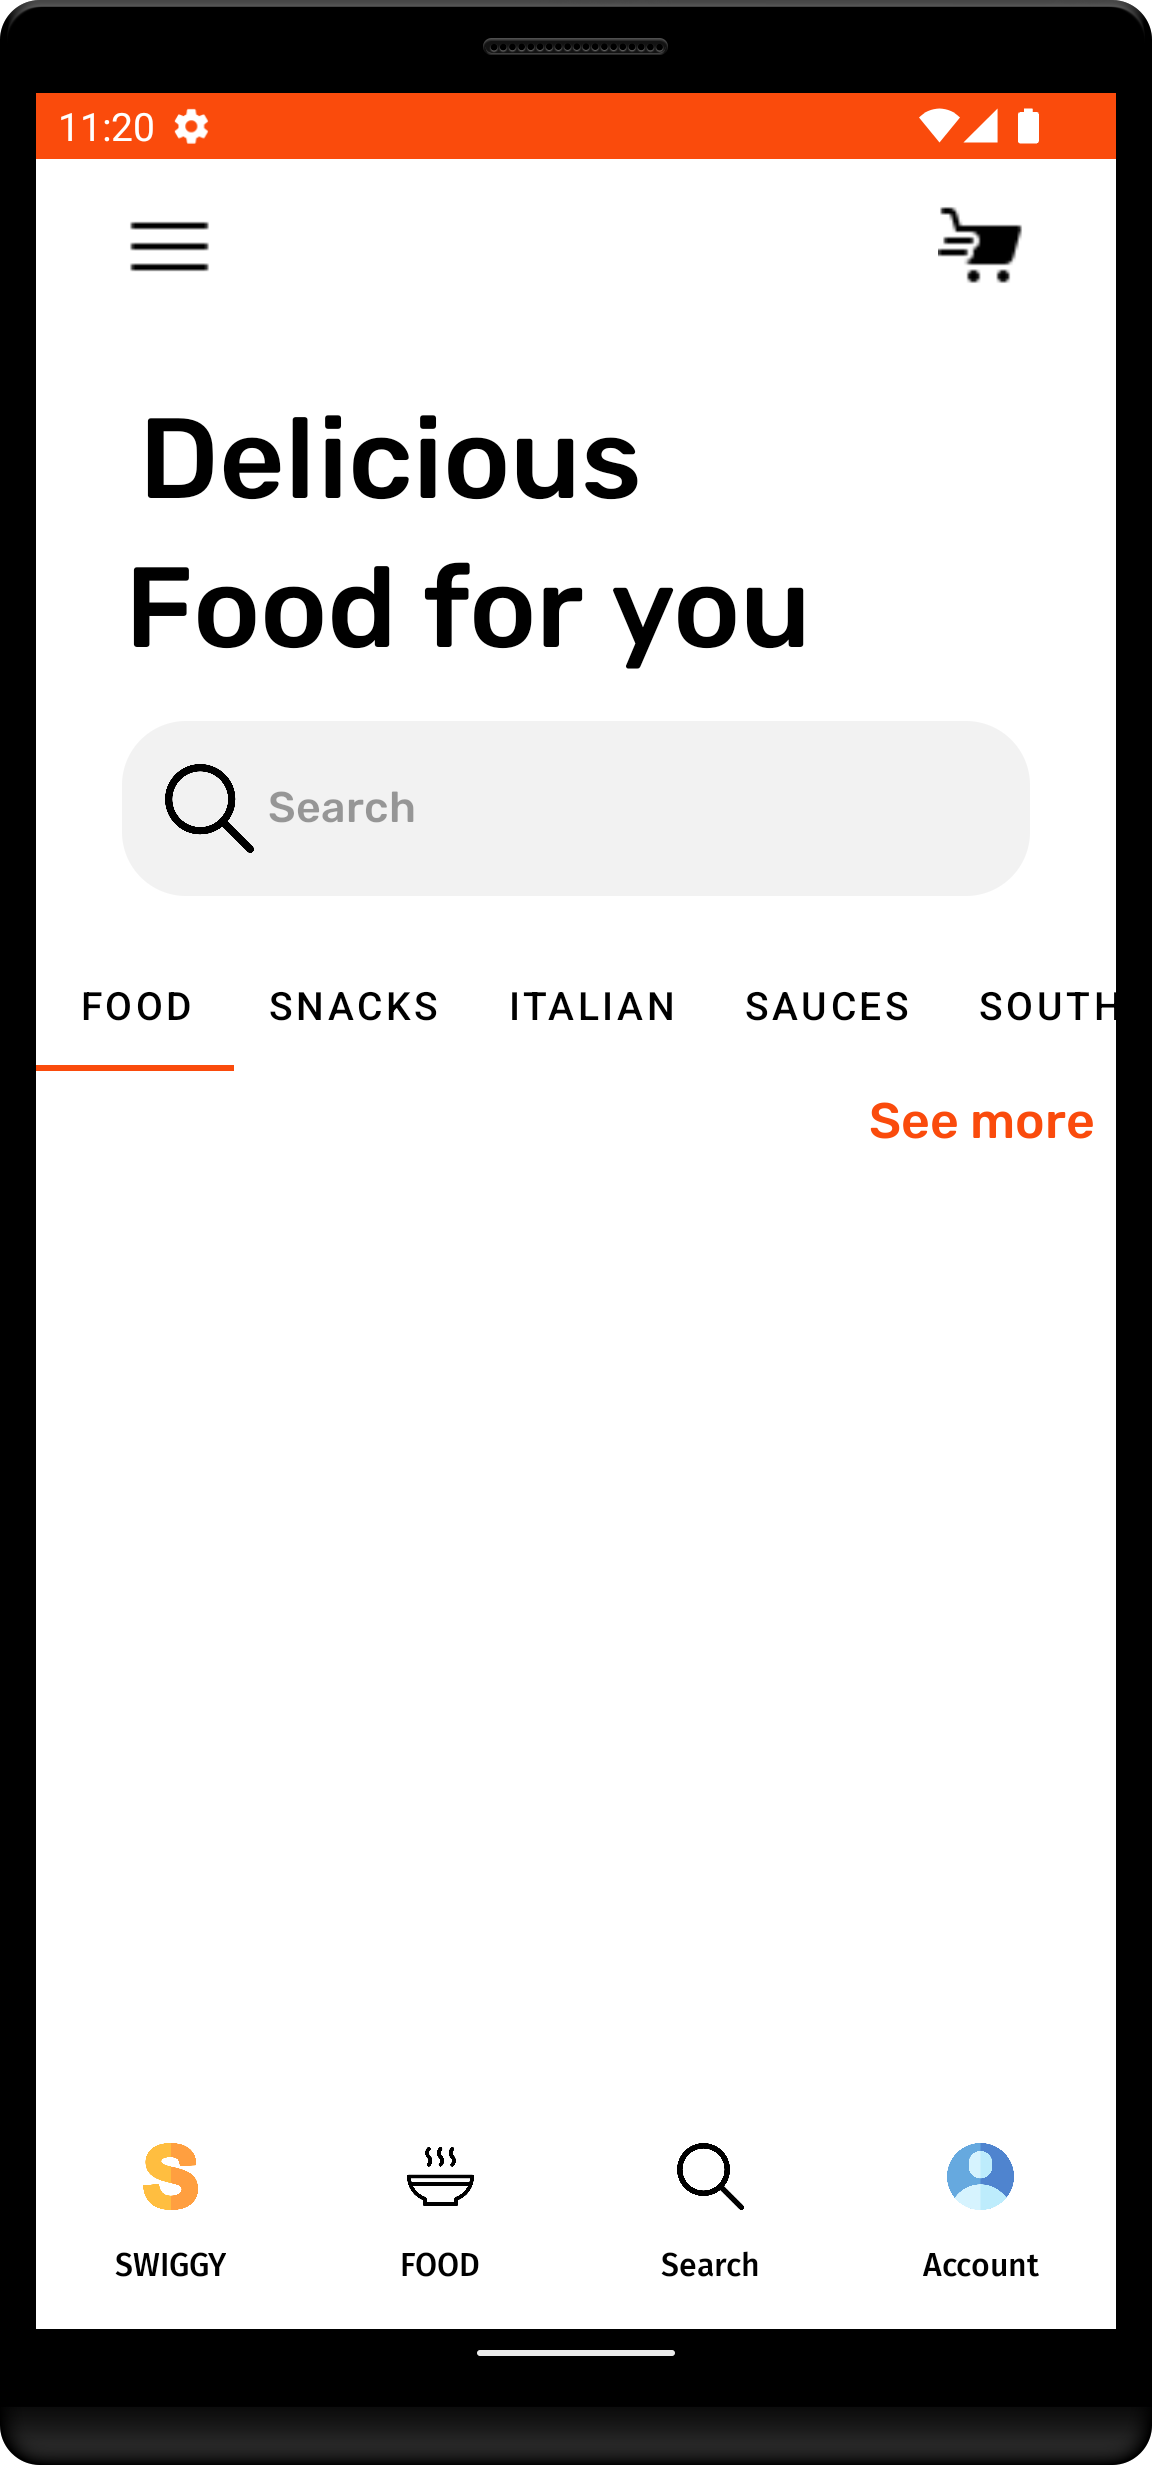 11:20
Delicious
Food for you
Search
FOOD SNACKS ITALIAN SAUCES SOUTH
See more
SWIGGY FOOD Search Account